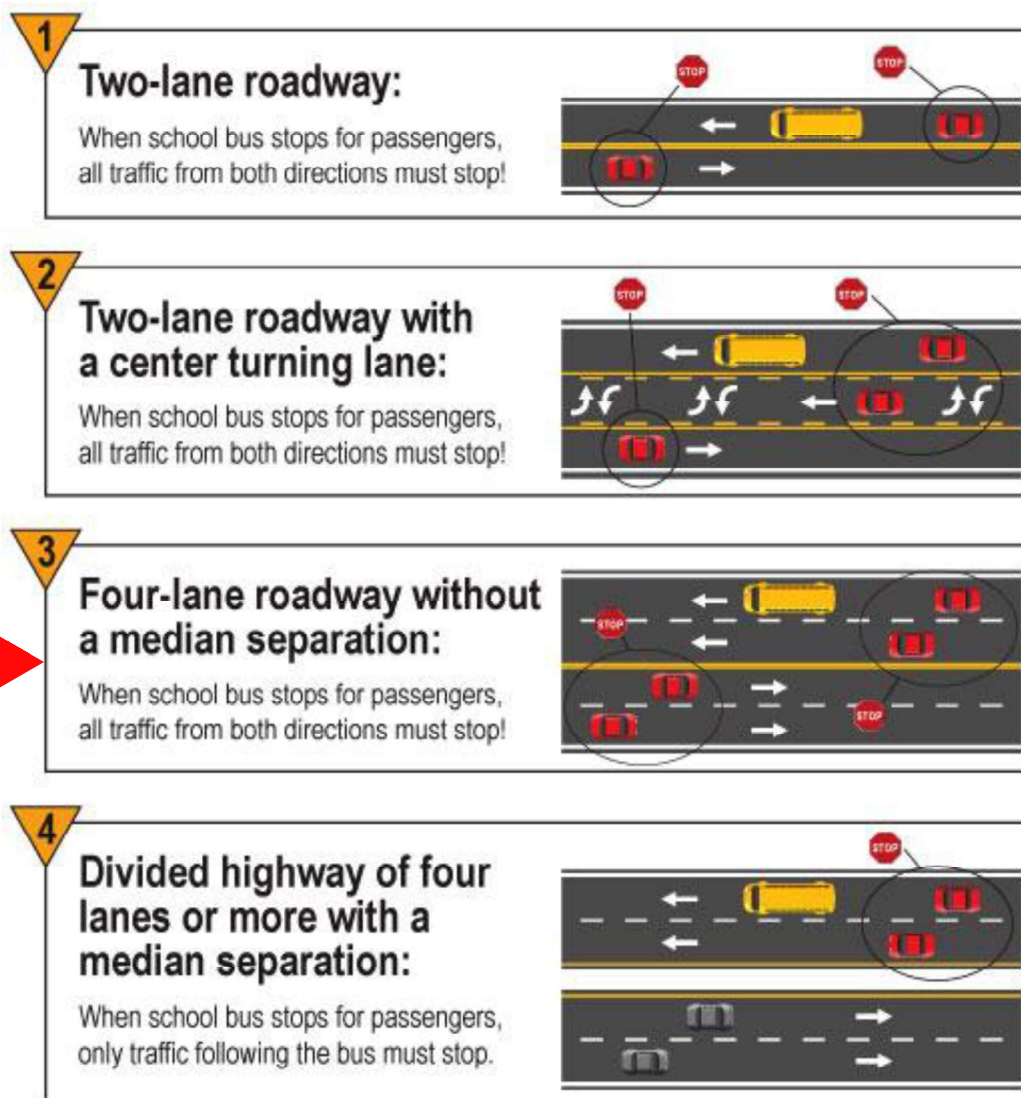 1
Two-lane roadway:
When school bus stops for passengers,
all traffic from both directions must stop!
STOP
STOP
2
Two-lane roadway with
a center turning lane:
When school bus stops for passengers,
all traffic from both directions must stop!
STOP
STOP
3
Four-lane roadway without
a median separation:
When school bus stops for passengers,
all traffic from both directions must stop!
STOP
STOP
4
Divided highway of four
lanes or more with a
median separation:
When school bus stops for passengers,
only traffic following the bus must stop.
STOP